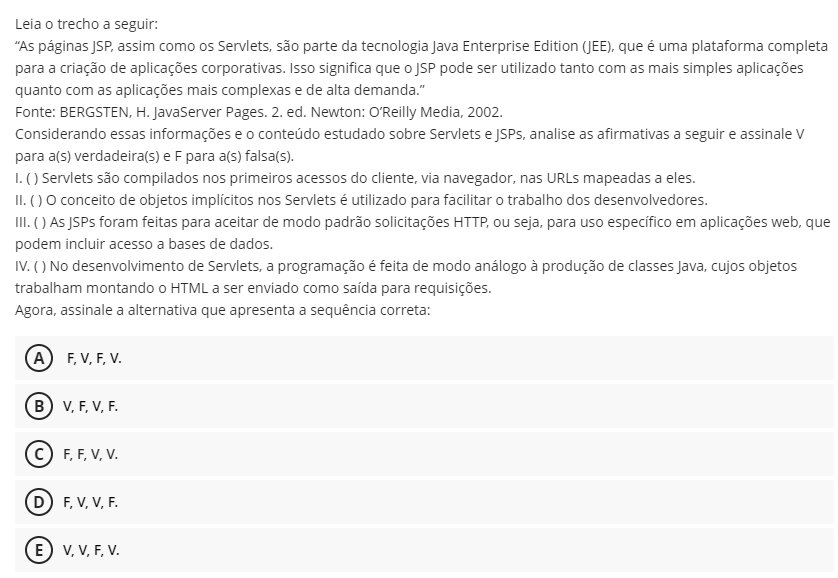 Leia o trecho a seguir:
“As páginas JSP, assim como os Servlets, são parte da tecnologia Java Enterprise Edition (JEE), que é uma plataforma completa
para a criação de aplicações corporativas. Isso significa que o JSP pode ser utilizado tanto com as mais simples aplicações
quanto com as aplicações mais complexas e de alta demanda.”
Fonte: BERGSTEN, H. JavaServer Pages. 2. ed. Newton: O’Reilly Media, 2002.
Considerando essas informações e o conteúdo estudado sobre Servlets e JSPs, analise as afirmativas a seguir e assinale V
para a(s) verdadeira(s) e F para a(s) falsa(s).
I. ( ) Servlets são compilados nos primeiros acessos do cliente, via navegador, nas URLs mapeadas a eles.
II. ( ) O conceito de objetos implícitos nos Servlets é utilizado para facilitar o trabalho dos desenvolvedores.
III. ( ) As JSPs foram feitas para aceitar de modo padrão solicitações HTTP, ou seja, para uso específico em aplicações web, que
podem incluir acesso a bases de dados.
IV. ( ) No desenvolvimento de Servlets, a programação é feita de modo análogo à produção de classes Java, cujos objetos
trabalham montando o HTML a ser enviado como saída para requisições.
Agora, assinale a alternativa que apresenta a sequência correta:
A F, V, F, V.
B V, F, V, F.
C F, F, V, V.
D F, V, V, F.
E V, V, F, V.